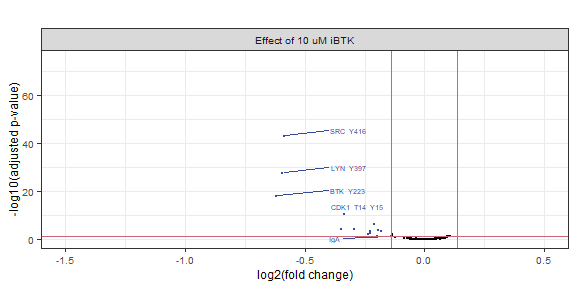 Effect of 10 uM iBTK
60
40
20
0
-log10(adjusted p-value)
SRC Y416
LYN Y397
BTK Y223
CDK1 T14 Y15
IgA
-1.5
-1.0
-0.5
0.0
0.5
log2(fold change)